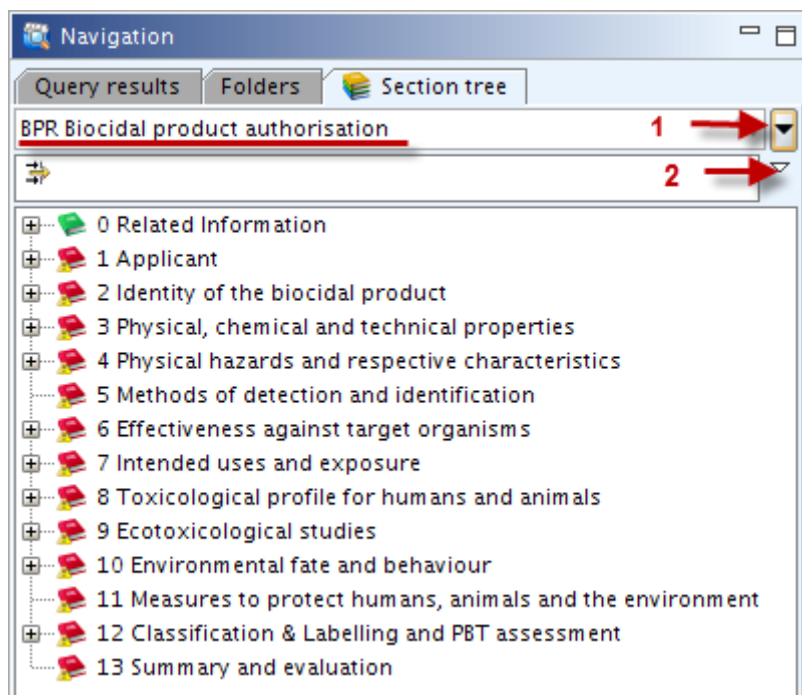 Navigation
Query results Folders Section tree
BPR Biocidal product authorisation 1
2
0 Related Information
1 Applicant
2 Identity of the biocidal product
3 Physical, chemical and technical properties
4 Physical hazards and respective characteristics
5 Methods of detection and identification
6 Effectiveness against target organisms
7 Intended uses and exposure
8 Toxicological profile for humans and animals
9 Ecotoxicological studies
10 Environmental fate and behaviour
11 Measures to protect humans, animals and the environment
12 Classification & Labelling and PBT assessment
13 Summary and evaluation